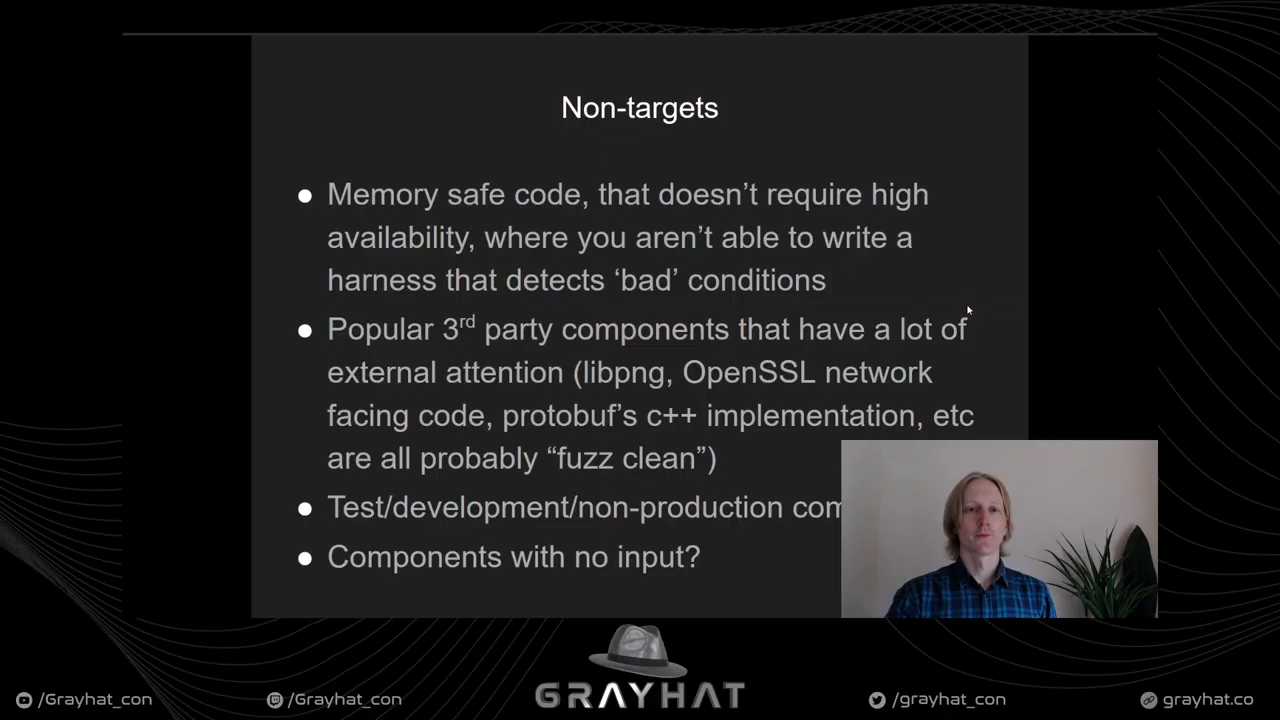 Non-targets
● Memory safe code, that doesn’t require high
availability, where you aren’t able to write a
harness that detects ‘bad’ conditions
● Popular 3rd party components that have a lot of
external attention (libpng, OpenSSL network
facing code, protobuf’s c++ implementation, etc
are all probably “fuzz clean”)
● Test/development/non-production com
● Components with no input?
GRAYHAT
/Grayhat_con
/Grayhat_con
/grayhat_con
grayhat.co